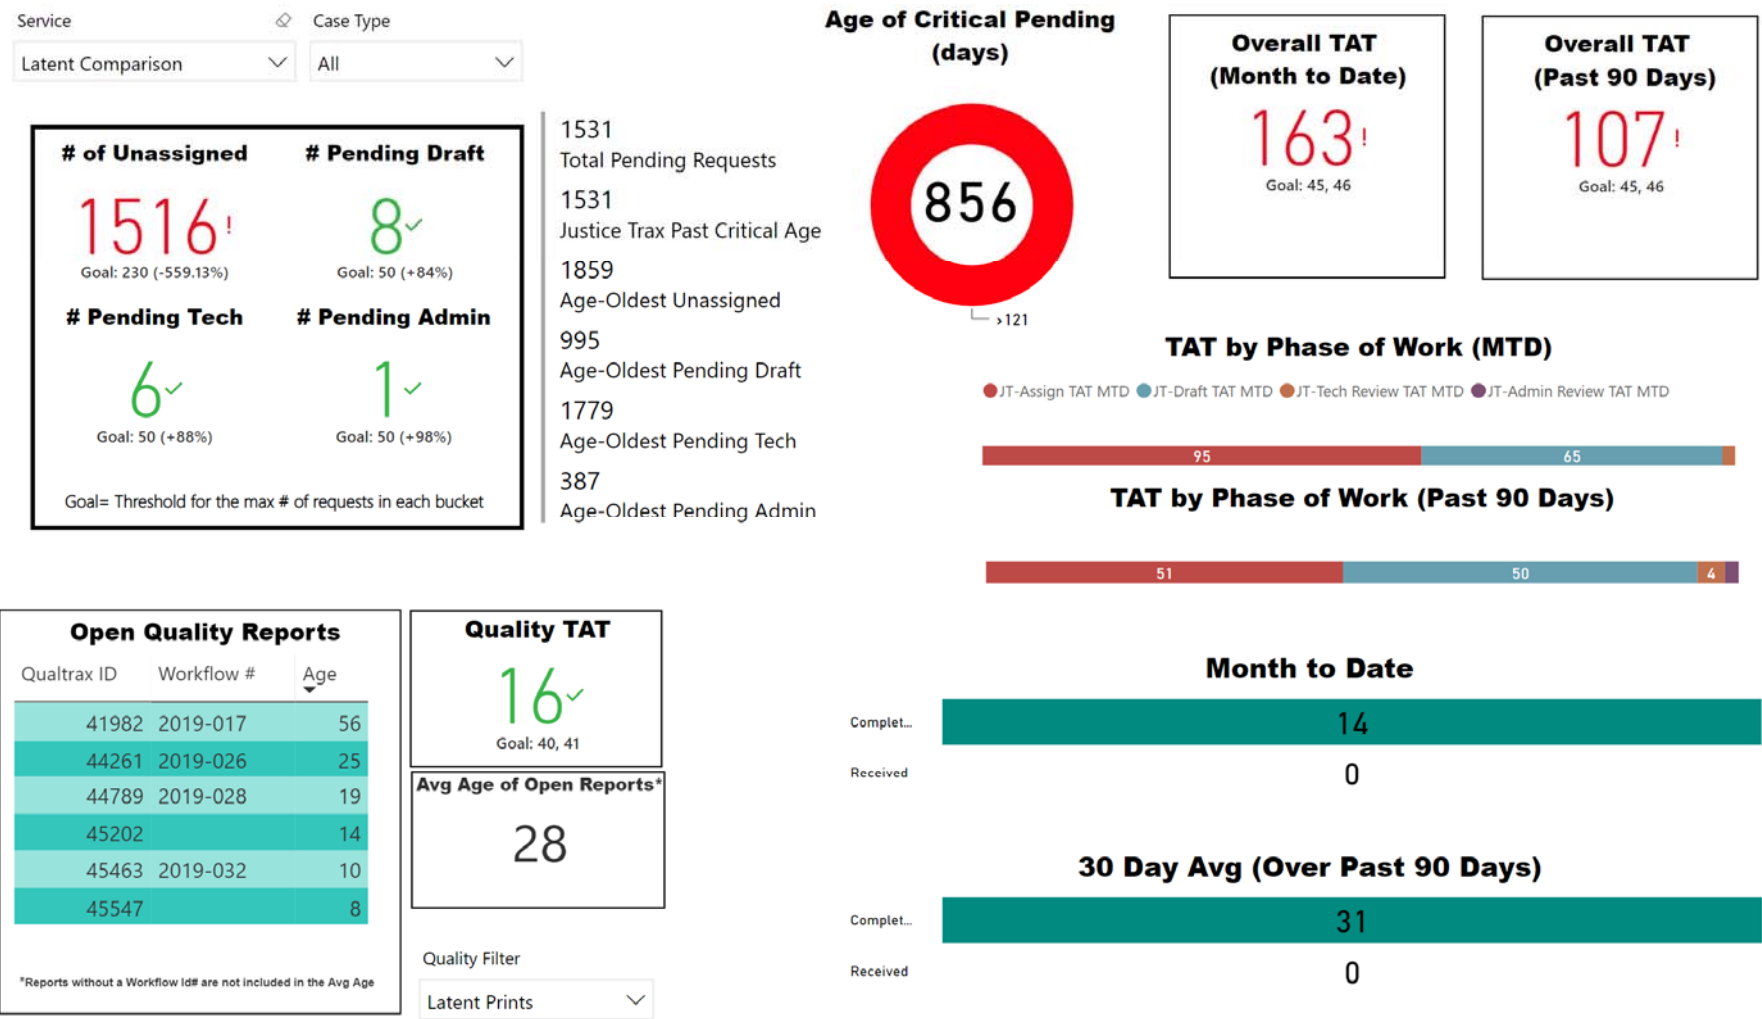 Service
Latent Comparison
Case Type
All
# of Unassigned
1516!
Goal: 230 (-559.13%)
# Pending Draft
8
Goal: 50 (+84%)
# Pending Tech
6
Goal: 50 (+88%)
# Pending Admin
1
Goal: 50 (+98%)
Goal= Threshold for the max # of requests in each bucket
1531
Total Pending Requests
1531
Justice Trax Past Critical Age
1859
Age-Oldest Unassigned
995
Age-Oldest Pending Draft
1779
Age-Oldest Pending Tech
387
Age-Oldest Pending Admin
Age of Critical Pending
(days)
856
>121
Overall TAT
(Month to Date)
163!
Goal: 45, 46
Overall TAT
(Past 90 Days)
107!
Goal: 45, 46
TAT by Phase of Work (MTD)
JT-Assign TAT MTD JT-Draft TAT MTD JT-Tech Review TAT MTD JT-Admin Review TAT MTD
95 65
TAT by Phase of Work (Past 90 Days)
51 50 4
Open Quality Reports
Qualtrax ID Workflow # Age
41982 2019-017 56
44261 2019-026 25
44789 2019-028 19
45202 14
45463 2019-032 10
45547 8
*Reports without a Workflow Id# are not included in the Avg Age
Quality TAT
16
Goal: 40, 41
Avg Age of Open Reports*
28
Quality Filter
Latent Prints
Month to Date
Complet... 14
Received 0
30 Day Avg (Over Past 90 Days)
Complet... 31
Received 0